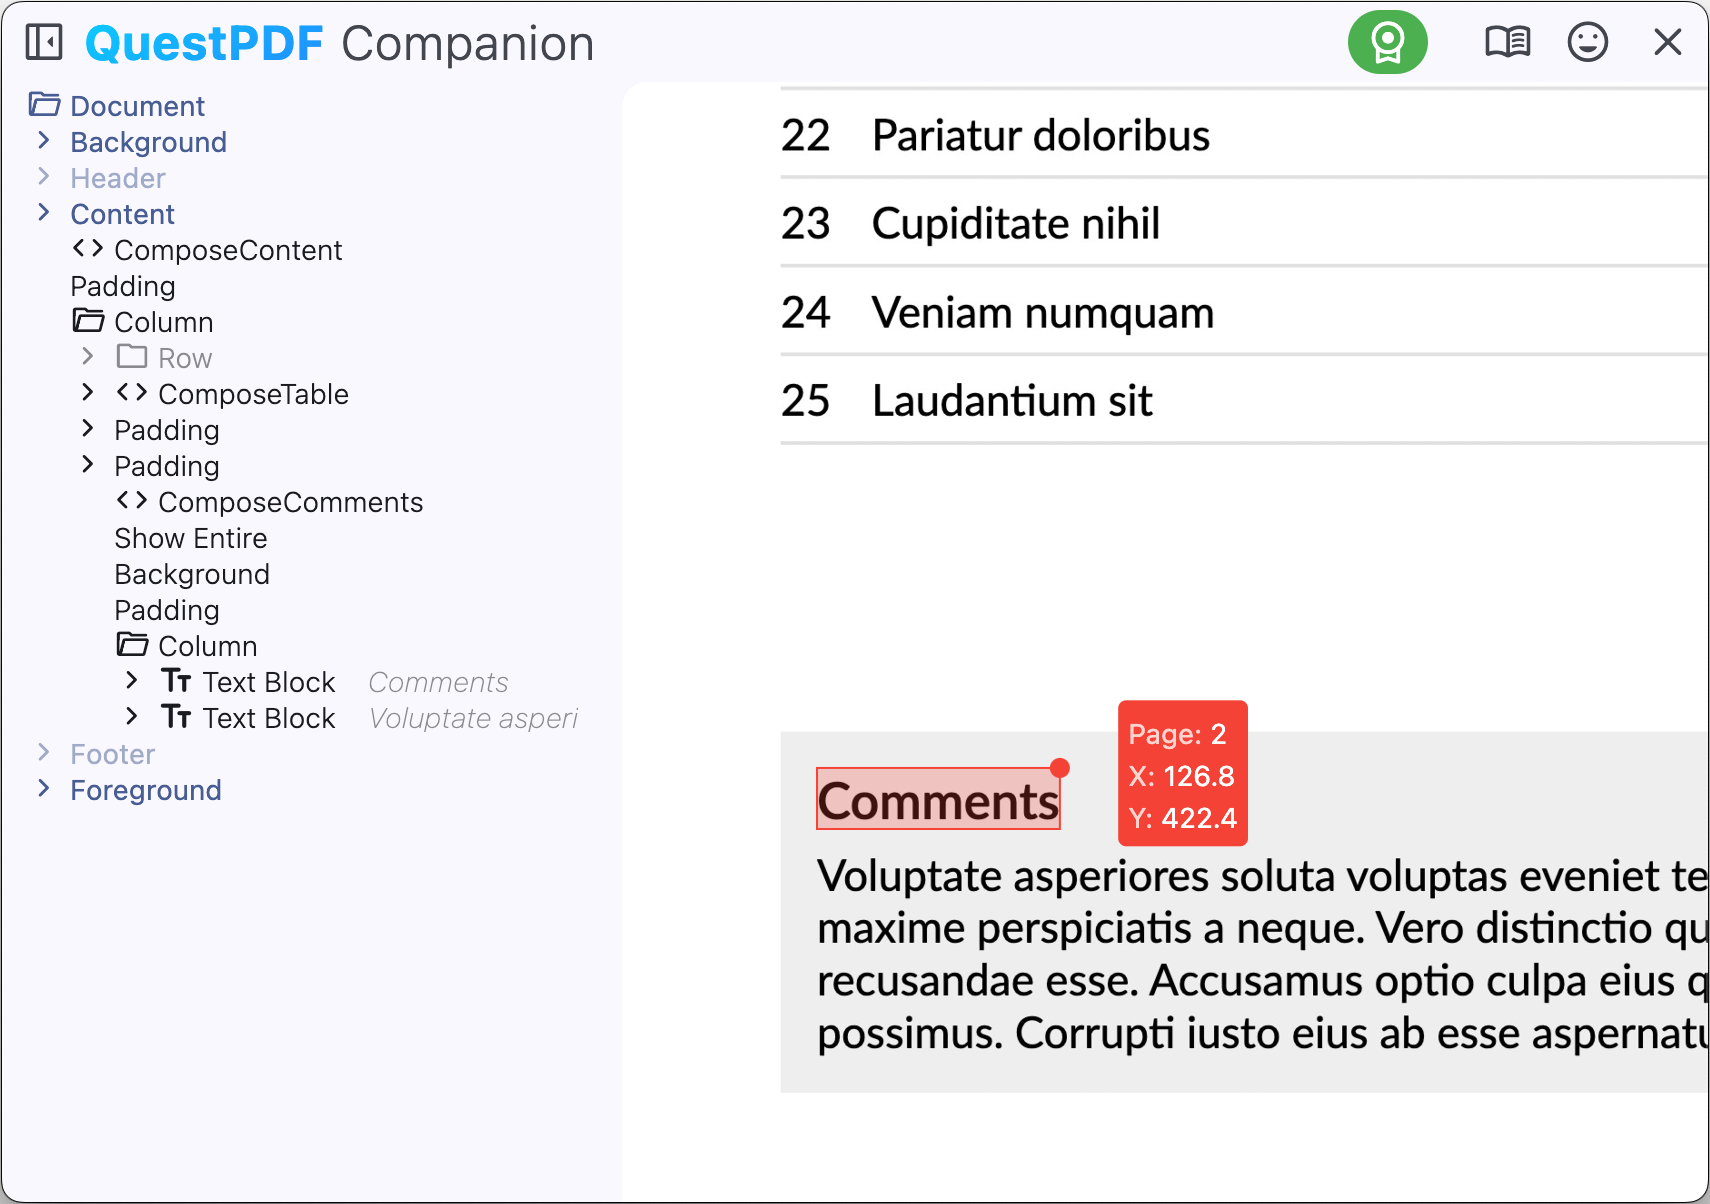 QuestPDF Companion
Document
Background
Header
Content
<> ComposeContent
Padding
Column
Row
<> ComposeTable
Padding
Padding
<> ComposeComments
Show Entire
Background
Padding
Column
Text Block Comments
Text Block Voluptate asperi
Footer
Foreground
22 Pariatur doloribus
23 Cupiditate nihil
24 Veniam numquam
25 Laudantium sit
Comments
Page: 2
X: 126.8
Y: 422.4
Voluptate asperiores soluta voluptas eveniet te
maxime perspiciatis a neque. Vero distinctio qu
recusandae esse. Accusamus optio culpa eius q
possimus. Corrupti iusto eius ab esse aspernatu